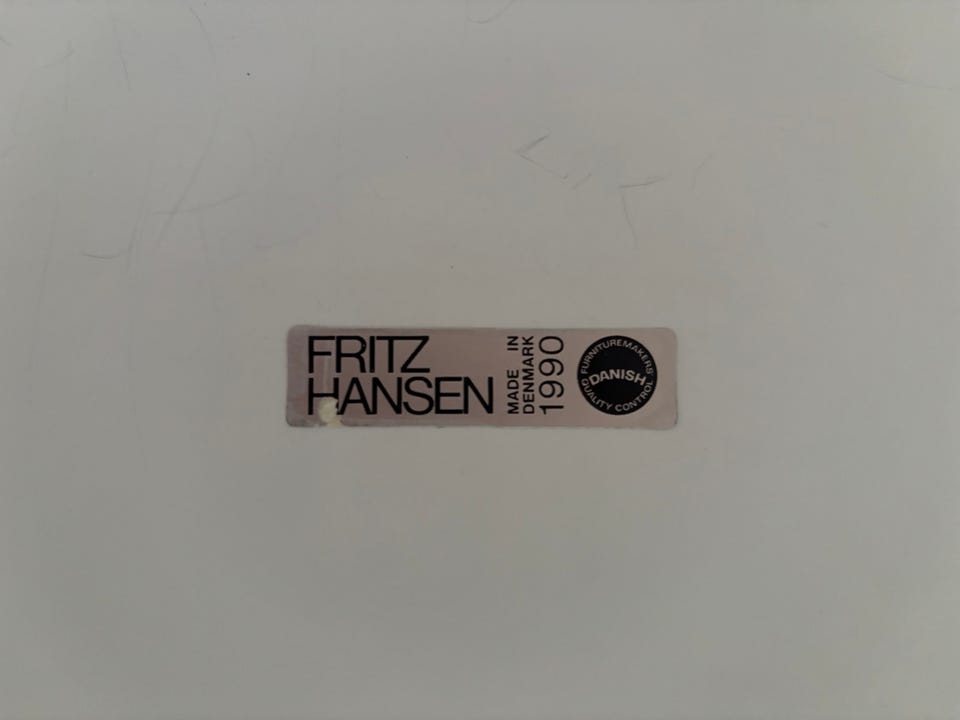 FRITZ
HANSEN
MADE IN
DENMARK
1990
FURNITUREMAKERS'
DANISH
QUALITY CONTROL